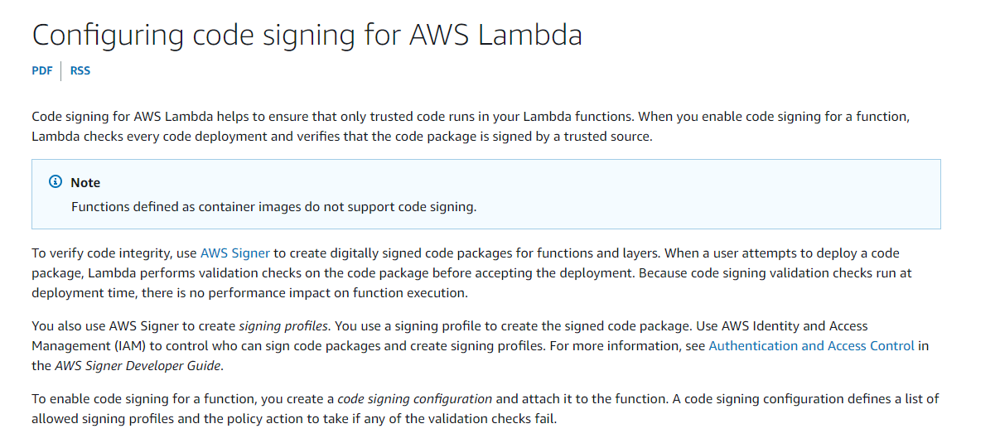 Configuring code signing for AWS Lambda
PDF RSS
Code signing for AWS Lambda helps to ensure that only trusted code runs in your Lambda functions. When you enable code signing for a function,
Lambda checks every code deployment and verifies that the code package is signed by a trusted source.
Note
Functions defined as container images do not support code signing.
To verify code integrity, use AWS Signer to create digitally signed code packages for functions and layers. When a user attempts to deploy a code
package, Lambda performs validation checks on the code package before accepting the deployment. Because code signing validation checks run at
deployment time, there is no performance impact on function execution.
You also use AWS Signer to create signing profiles. You use a signing profile to create the signed code package. Use AWS Identity and Access
Management (IAM) to control who can sign code packages and create signing profiles. For more information, see Authentication and Access Control in
the AWS Signer Developer Guide.
To enable code signing for a function, you create a code signing configuration and attach it to the function. A code signing configuration defines a list of
allowed signing profiles and the policy action to take if any of the validation checks fail.